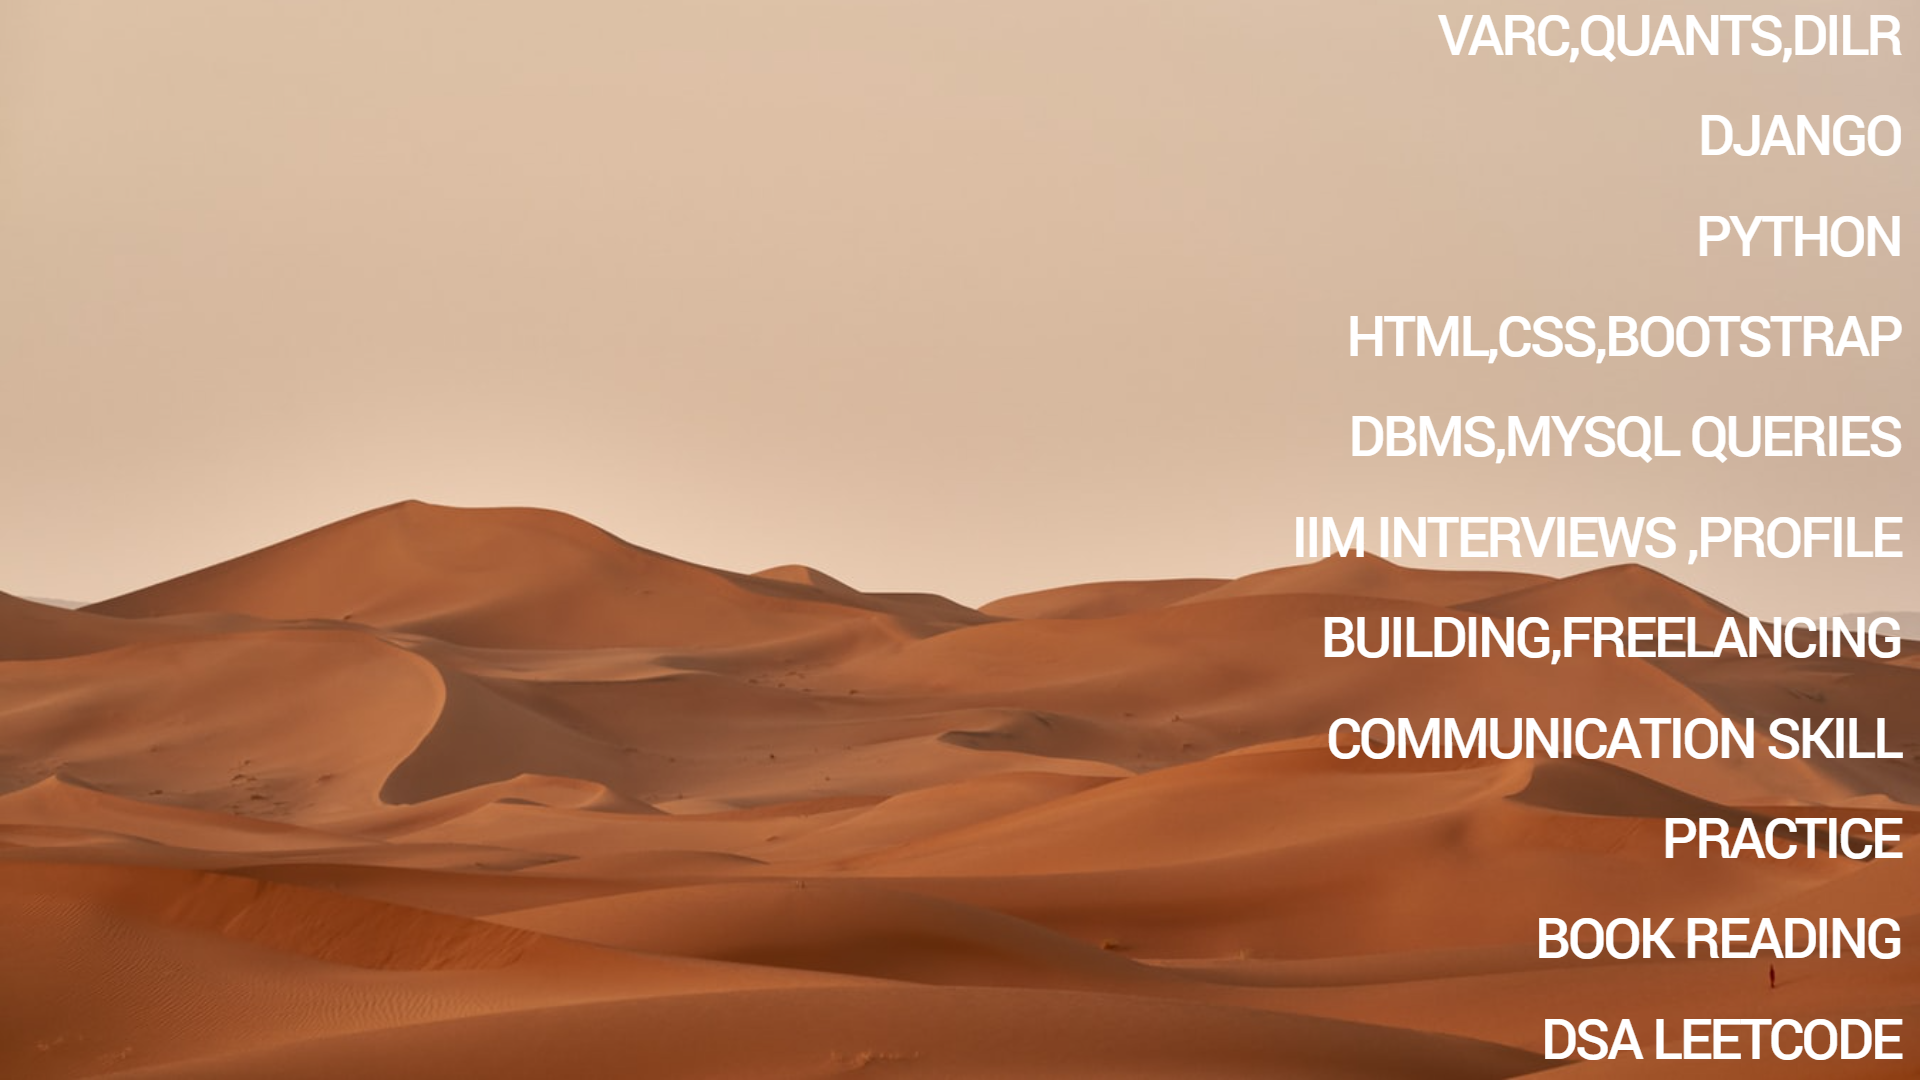 VARC,QUANTS,DILR
DJANGO
PYTHON
HTML,CSS,BOOTSTRAP
DBMS,MYSQL QUERIES
IIM INTERVIEWS ,PROFILE
BUILDING,FREELANCING
COMMUNICATION SKILL
PRACTICE
BOOK READING
DSA LEETCODE